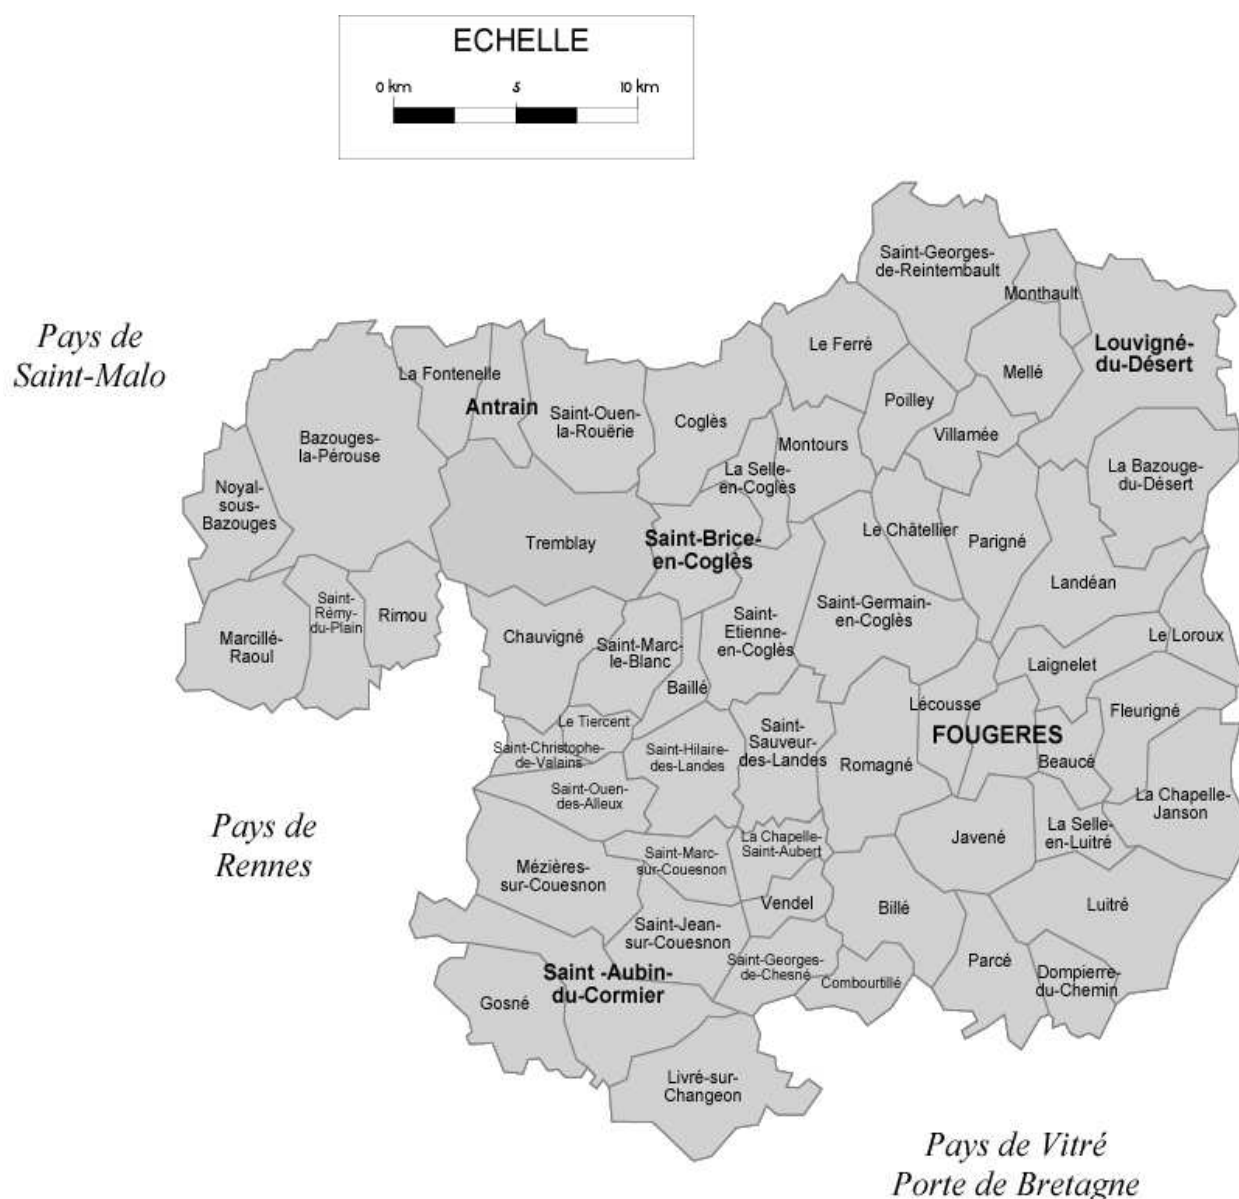 ECHELLE
0 km 5 10 km
Saint-Georges-
de-Reintembault
Monthault
Pays de
Saint-Malo
Le Ferré
Louvigné-
du-Désert
Mellé
La Fontenelle
Antrain
Poilley
Saint-Ouen-
la-Rouërie
Coglès
Villamée
Bazouges-
la-Pérouse
Montours
La Selle-
en-Coglès
La Bazouge-
du-Désert
Noyal-
sous-
Bazouges
Le Châtellier
Tremblay
Saint-Brice-
en-Coglès
Parigné
Landéan
Saint-
Rémy-
du-Plain
Rimou
Saint-Germain-
en-Coglès
Saint-
Etienne-
en-Coglès
Marcillé-
Raoul
Chauvigné
Saint-Marc-
le-Blanc
Le Loroux
Laignelet
Baillé
Lécousse
Fleurigné
Le Tiercent
Saint-
Sauveur-
des-Landes
FOUGERES
Saint-Christophe-
de-Valains
Saint-Hilaire-
des-Landes
Romagné
Beaucé
Saint-Ouen-
des-Alleux
La Chapelle-
Janson
Pays de
Rennes
La Selle-
en-Luitré
Javené
La Chapelle-
Saint-Aubert
Saint-Marc-
sur-Couesnon
Mézières-
sur-Couesnon
Vendel
Billé
Luitré
Saint-Jean-
sur-Couesnon
Saint-Georges-
de-Chesné
Parcé
Saint -Aubin-
du-Cormier
Combourtillé
Dompierre-
du-Chemin
Gosné
Livré-sur-
Changeon
Pays de Vitré
Porte de Bretagne